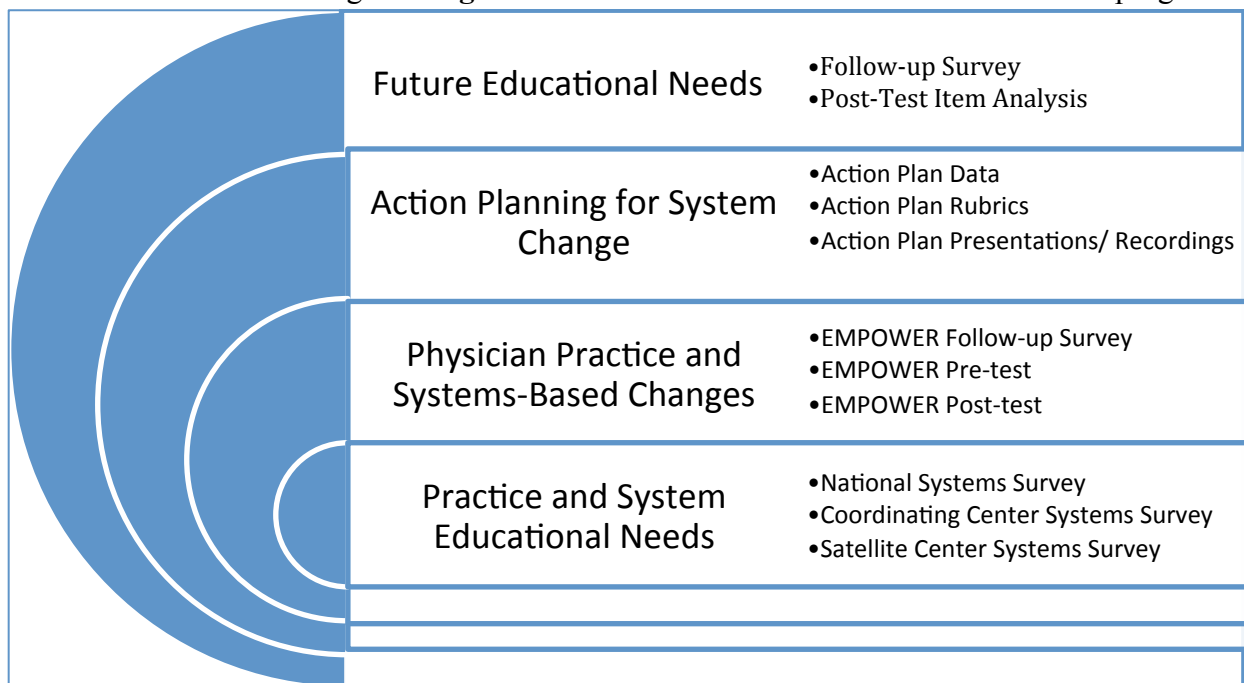 Future Educational Needs
•Follow-up Survey
•Post-Test Item Analysis
Action Planning for System
Change
•Action Plan Data
•Action Plan Rubrics
•Action Plan Presentations/ Recordings
Physician Practice and
Systems-Based Changes
•EMPOWER Follow-up Survey
•EMPOWER Pre-test
•EMPOWER Post-test
Practice and System
Educational Needs
•National Systems Survey
•Coordinating Center Systems Survey
•Satellite Center Systems Survey